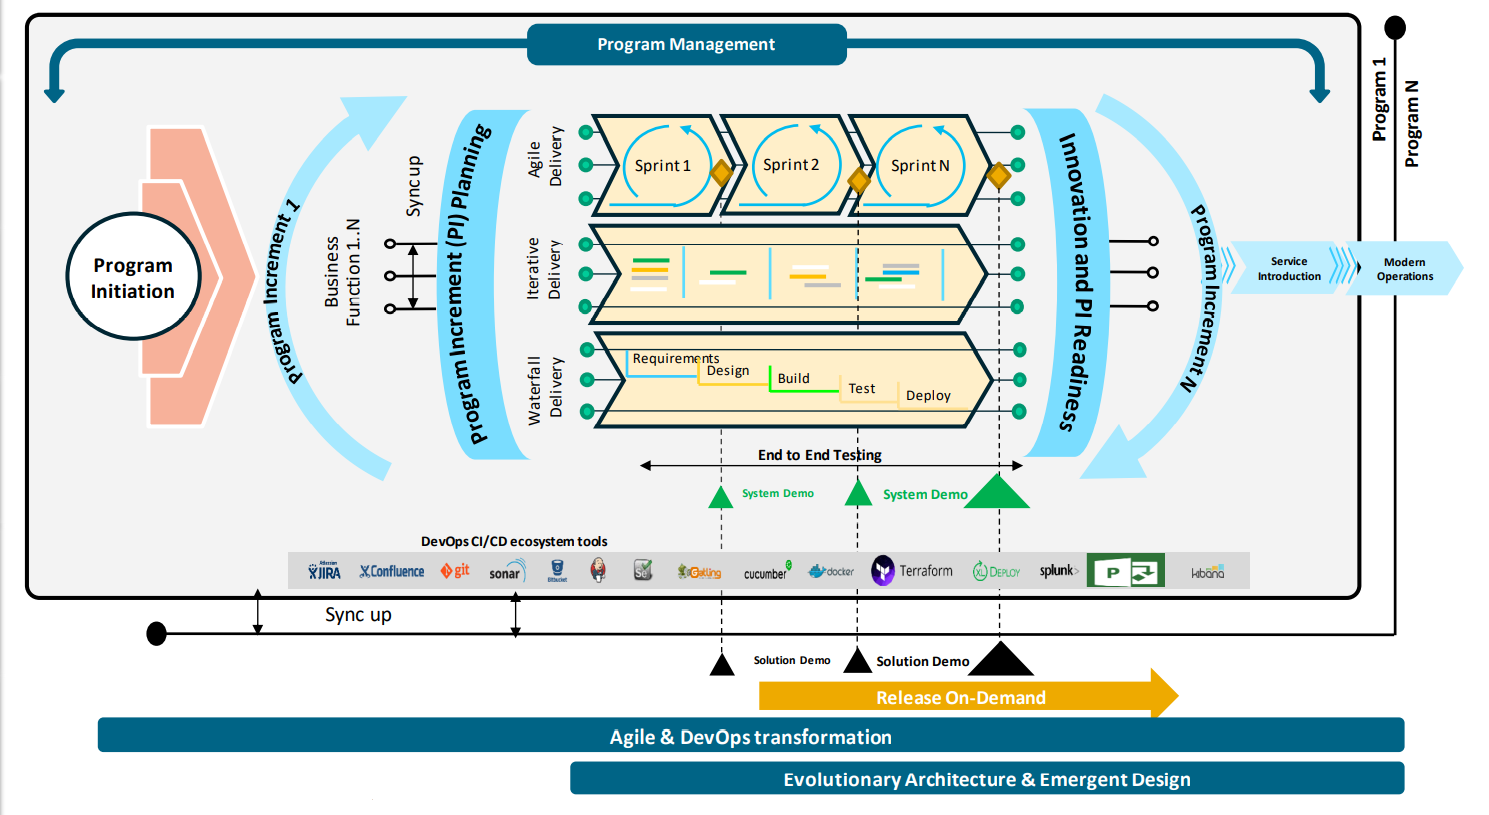 Program Management
Program 1
Program N
Program
Initiation
Program Increment 1
Business
Function 1..N
Sync up
Program Increment (PI) Planning
Agile
Delivery
Sprint 1
Sprint 2
Sprint N
Iterative
Delivery
Waterfall
Delivery
Requirements
Design
Build
Test
Deploy
Innovation and PI Readiness
Program Increment N
Service
Introduction
Modern
Operations
End to End Testing
System Demo
System Demo
DevOps CI/CD ecosystem tools
Atlassian
JIRA
Confluence
git
sonar
Bitbucket
Se
Gatling
cucumber
docker
Terraform
XL DEPLOY
splunk>
P
kibana
Sync up
Solution Demo
Solution Demo
Release On-Demand
Agile & DevOps transformation
Evolutionary Architecture & Emergent Design